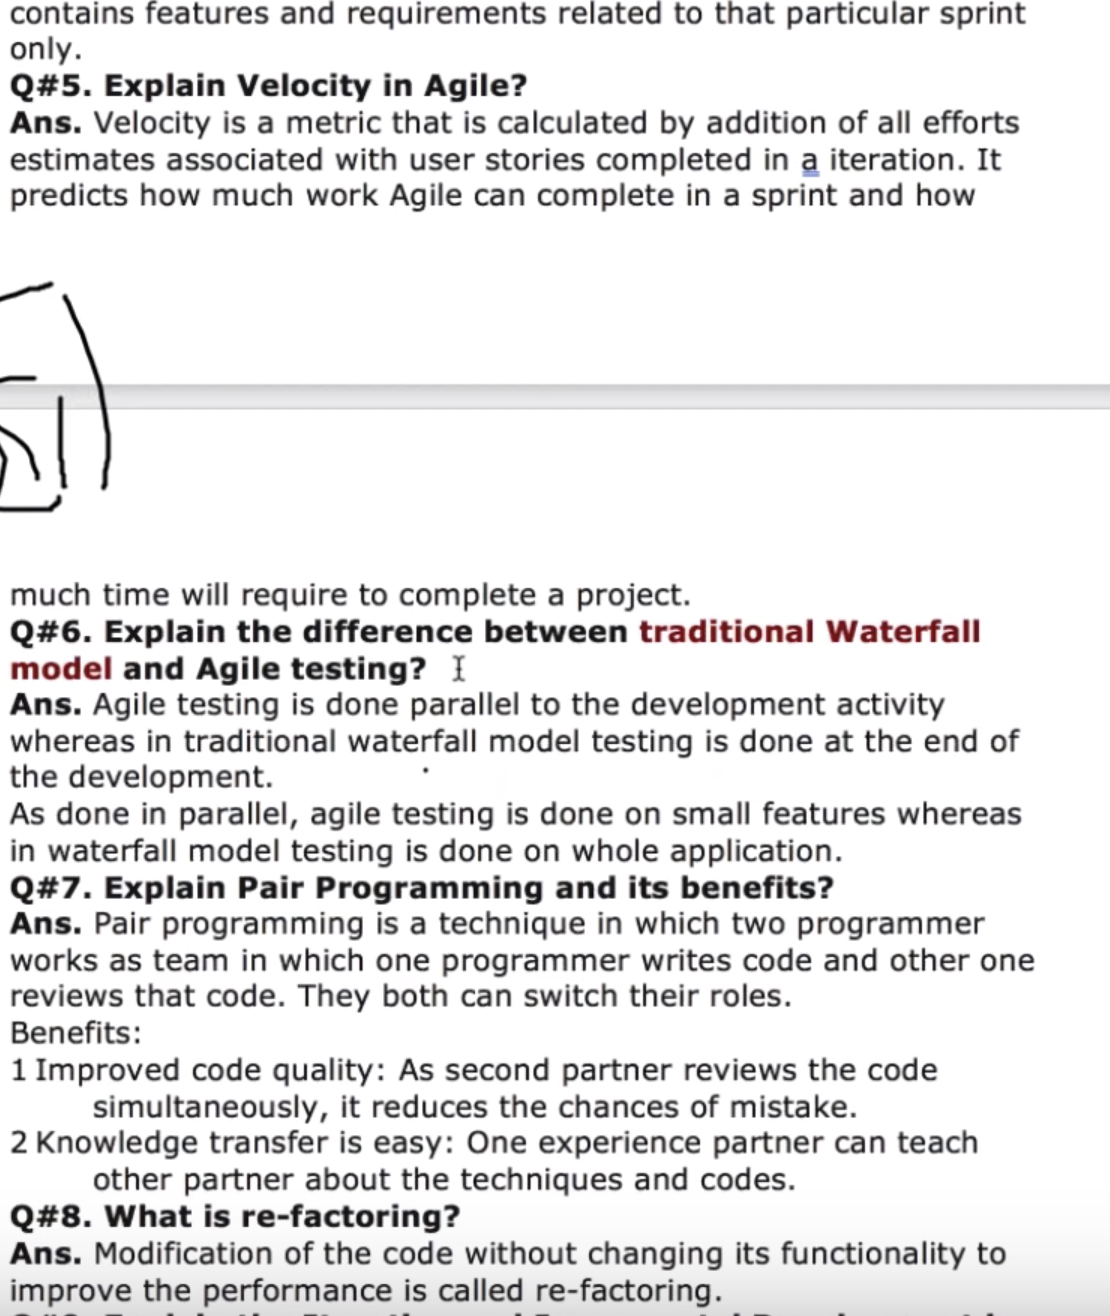 contains features and requirements related to that particular sprint
only.
Q#5. Explain Velocity in Agile?
Ans. Velocity is a metric that is calculated by addition of all efforts
estimates associated with user stories completed in a iteration. It
predicts how much work Agile can complete in a sprint and how
much time will require to complete a project.
Q#6. Explain the difference between traditional Waterfall
model and Agile testing?
Ans. Agile testing is done parallel to the development activity
whereas in traditional waterfall model testing is done at the end of
the development.
As done in parallel, agile testing is done on small features whereas
in waterfall model testing is done on whole application.
Q#7. Explain Pair Programming and its benefits?
Ans. Pair programming is a technique in which two programmer
works as team in which one programmer writes code and other one
reviews that code. They both can switch their roles.
Benefits:
1 Improved code quality: As second partner reviews the code
simultaneously, it reduces the chances of mistake.
2 Knowledge transfer is easy: One experience partner can teach
other partner about the techniques and codes.
Q#8. What is re-factoring?
Ans. Modification of the code without changing its functionality to
improve the performance is called re-factoring.